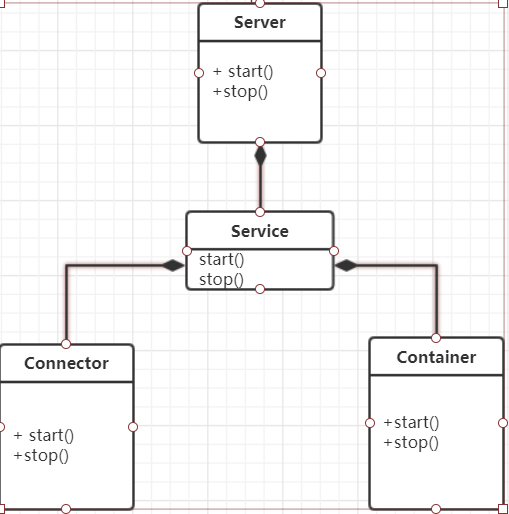 Server
+ start()
+stop()
Service
start()
stop()
Connector
+ start()
+stop()
Container
+start()
+stop()